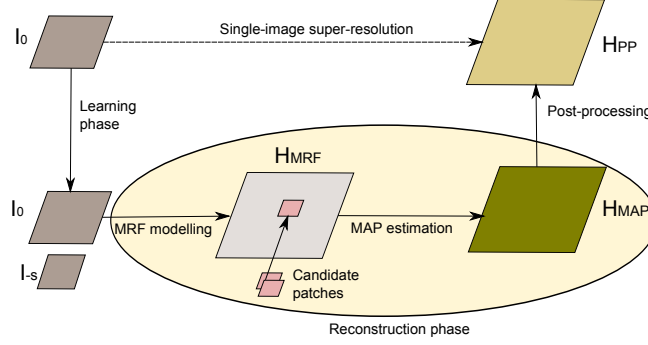 I0
Single-image super-resolution
HPP
Learning
phase
Post-processing
HMRF
I0
MRF modelling
MAP estimation
HMAP
I-s
Candidate
patches
Reconstruction phase